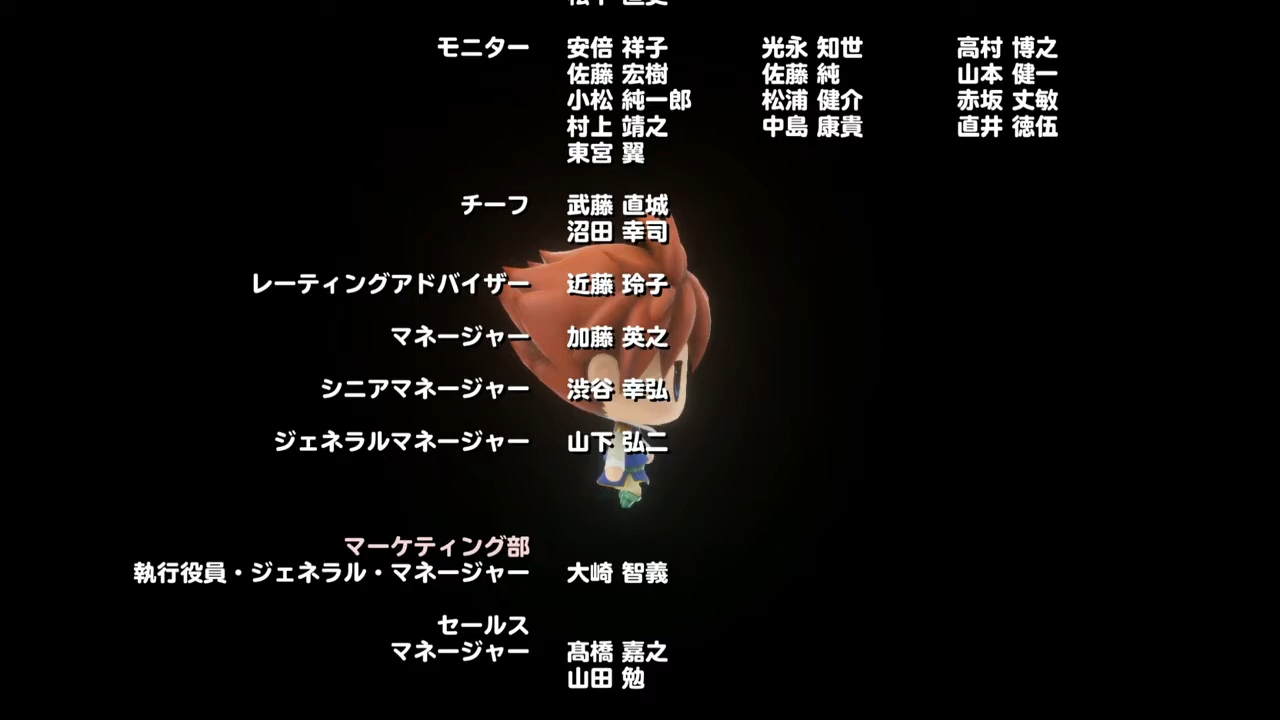 モニター 安倍 祥子 光永 知世 高村 博之
佐藤 宏樹 佐藤 純 山本 健一
小松 純一郎 松浦 健介 赤坂 丈敏
村上 靖之 中島 康貴 直井 徳伍
東宮 翼
チーフ 武藤 直城
沼田 幸司
レーティングアドバイザー 近藤 玲子
マネージャー 加藤 英之
シニアマネージャー 渋谷 幸弘
ジェネラルマネージャー 山下 弘二
マーケティング部
執行役員・ジェネラル・マネージャー 大崎 智義
セールス
マネージャー 髙橋 嘉之
山田 勉